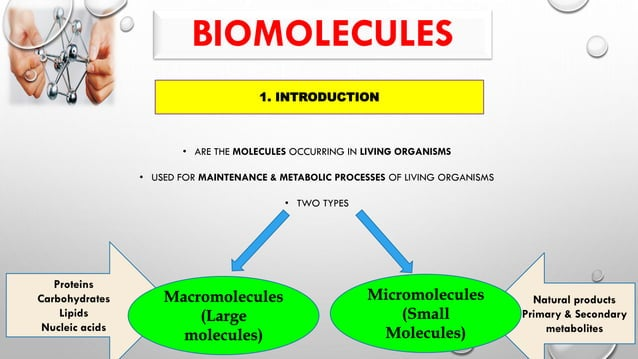 BIOMOLECULES
1. INTRODUCTION
• ARE THE MOLECULES OCCURRING IN LIVING ORGANISMS
• USED FOR MAINTENANCE & METABOLIC PROCESSES OF LIVING ORGANISMS
• TWO TYPES
Proteins
Carbohydrates
Lipids
Nucleic acids
Macromolecules
(Large
molecules)
Micromolecules
(Small
Molecules)
Natural products
Primary & Secondary
metabolites